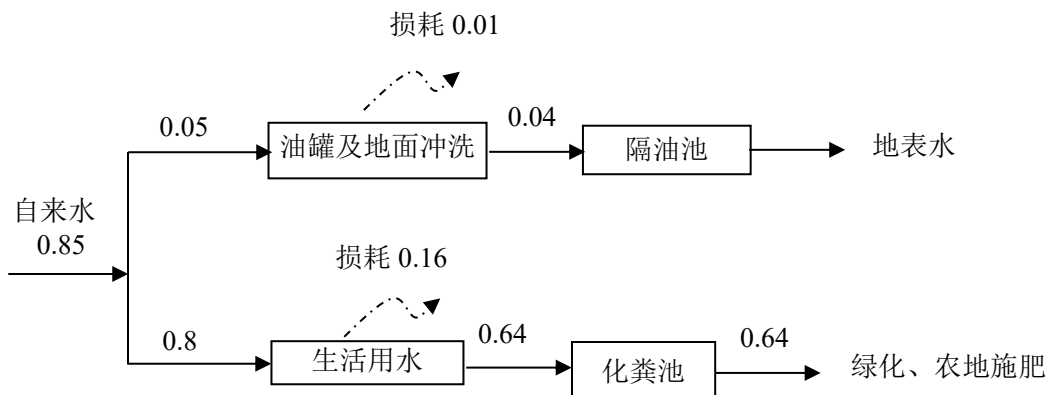 损耗 0.01
0.05
油罐及地面冲洗
0.04
隔油池
地表水
自来水
0.85
损耗 0.16
0.8
生活用水
0.64
化粪池
0.64
绿化、农地施肥